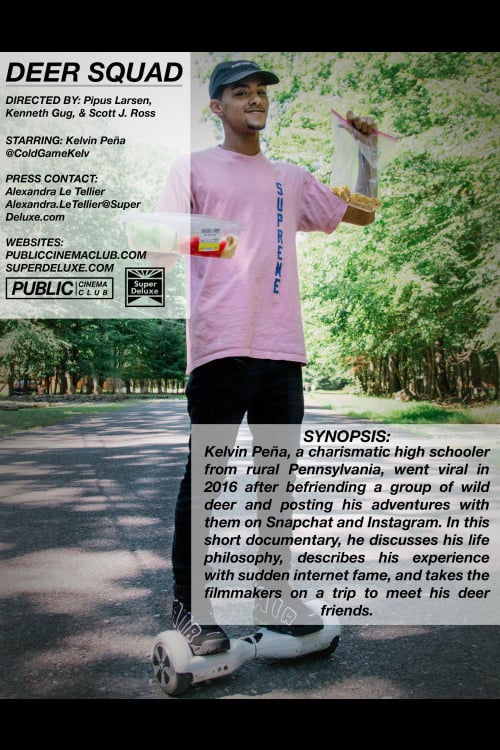 DEER SQUAD
DIRECTED BY: Pipus Larsen,
Kenneth Gug, & Scott J. Ross
STARRING: Kelvin Peña
@ColdGameKelv
PRESS CONTACT:
Alexandra Le Tellier
Alexandra.LeTellier@Super
Deluxe.com
WEBSITES:
PUBLICCINEMACLUB.COM
SUPERDELUXE.COM
PUBLIC CINEMA
CLUB
Super
Deluxe
SUPREME
SYNOPSIS:
Kelvin Peña, a charismatic high schooler
from rural Pennsylvania, went viral in
2016 after befriending a group of wild
deer and posting his adventures with
them on Snapchat and Instagram. In this
short documentary, he discusses his life
philosophy, describes his experience
with sudden internet fame, and takes the
filmmakers on a trip to meet his deer
friends.
AIR
AIR